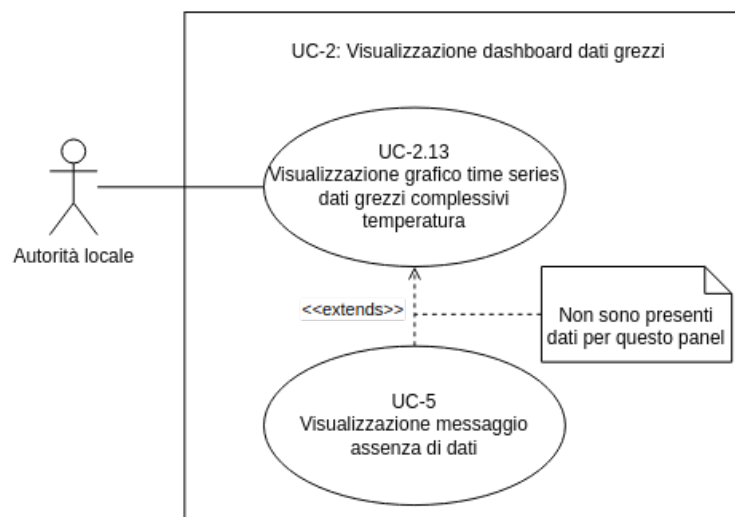 UC-2: Visualizzazione dashboard dati grezzi
UC-2.13
Visualizzazione grafico time series
dati grezzi complessivi
temperatura
Autorità locale
<<extends>>
Non sono presenti
dati per questo panel
UC-5
Visualizzazione messaggio
assenza di dati